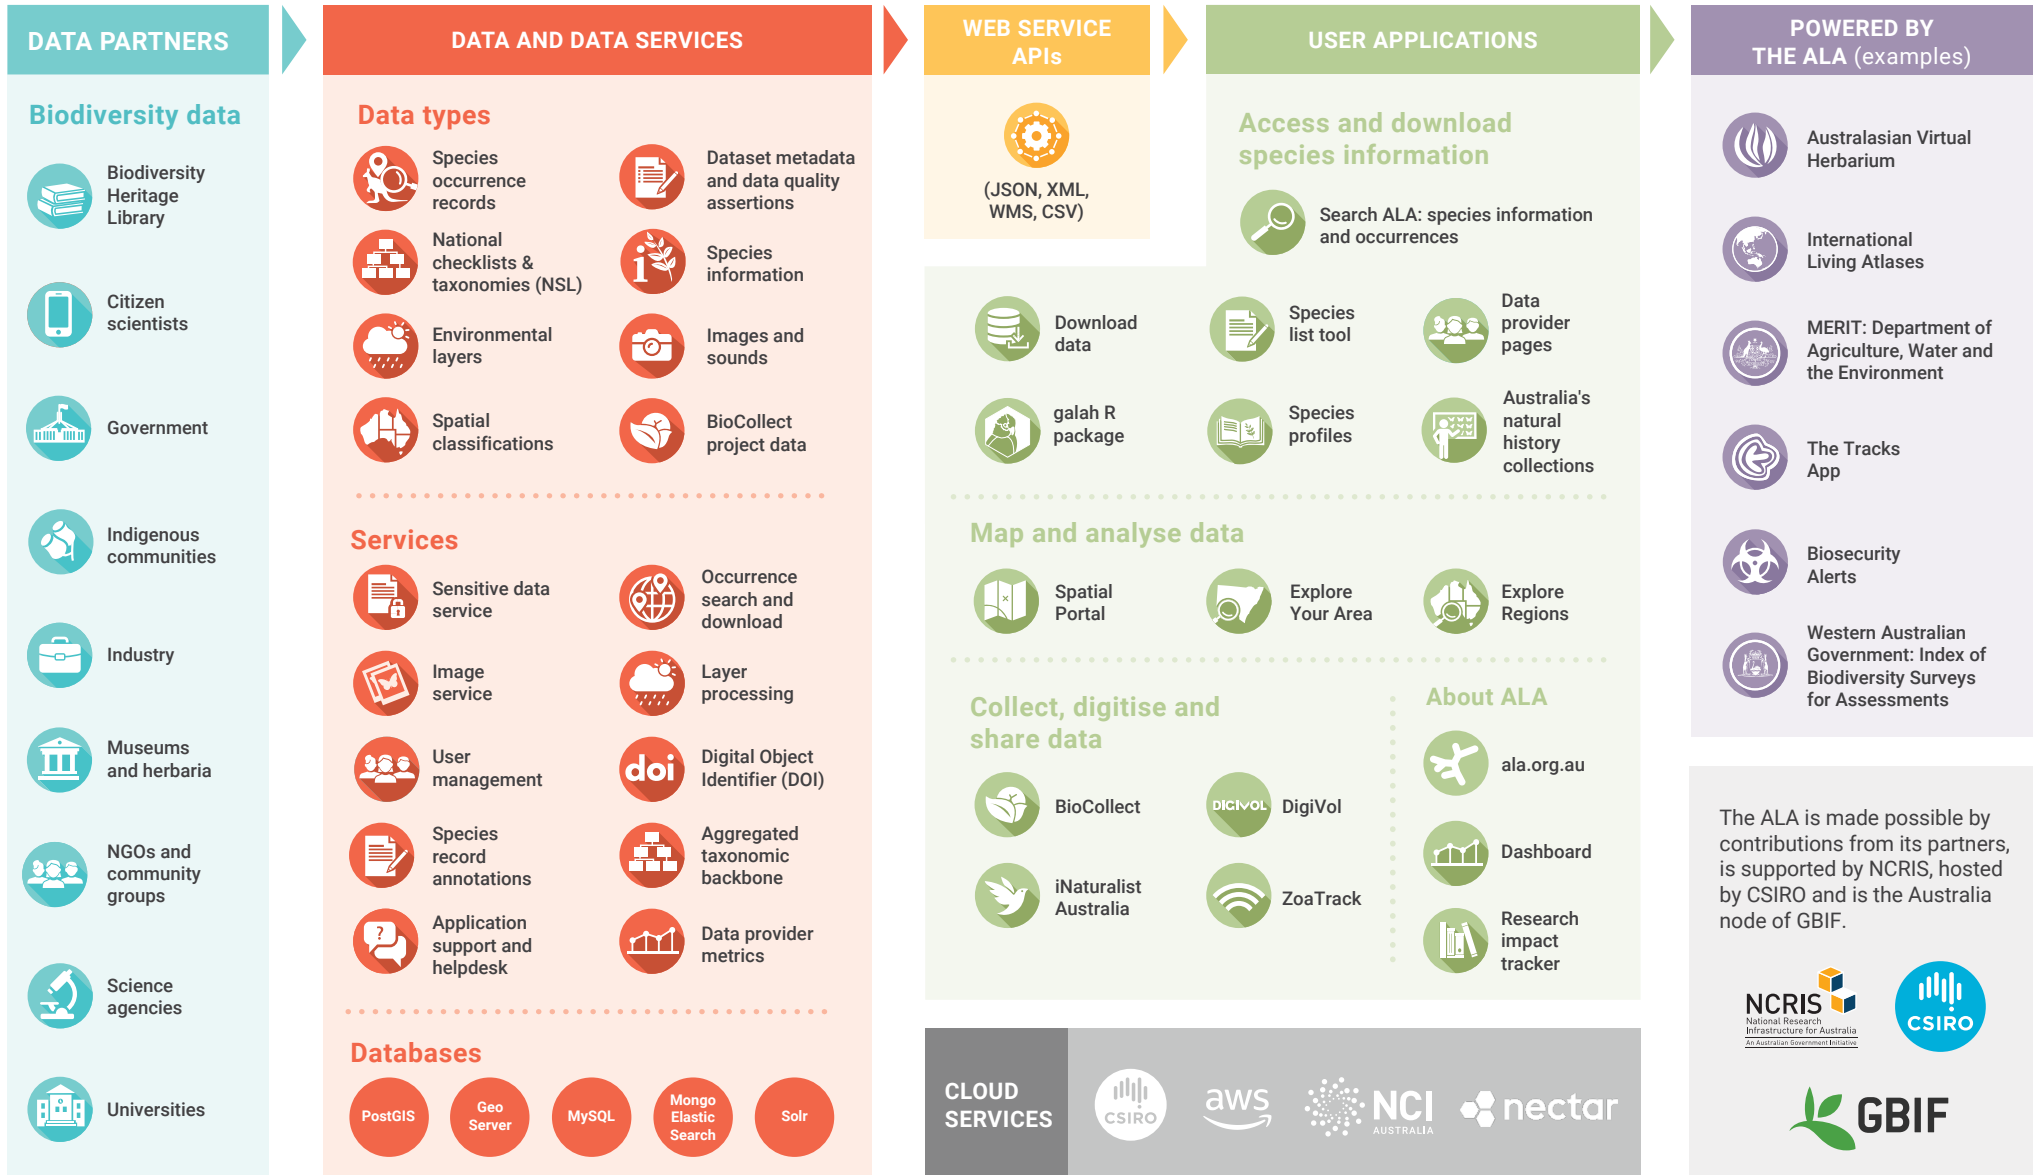 DATA PARTNERS
Biodiversity data
Biodiversity
Heritage
Library
Citizen
scientists
Government
Indigenous
communities
Industry
Museums
and herbaria
NGOs and
community
groups
Science
agencies
Universities
DATA AND DATA SERVICES
Data types
Species
occurrence
records
Dataset metadata
and data quality
assertions
National
checklists &
taxonomies (NSL)
i
Species
information
Environmental
layers
Images and
sounds
Spatial
classifications
BioCollect
project data
Services
Sensitive data
service
Occurrence
search and
download
Image
service
Layer
processing
User
management
doi
Digital Object
Identifier (DOI)
Species
record
annotations
Aggregated
taxonomic
backbone
?
Application
support and
helpdesk
Data provider
metrics
Databases
PostGIS
Geo
Server
MySQL
Mongo
Elastic
Search
Solr
WEB SERVICE
APIs
(JSON, XML,
WMS, CSV)
USER APPLICATIONS
Access and download
species information
Search ALA: species information
and occurrences
Download
data
Species
list tool
Data
provider
pages
galah R
package
Species
profiles
Australia's
natural
history
collections
Map and analyse data
Spatial
Portal
Explore
Your Area
Explore
Regions
Collect, digitise and
share data
BioCollect
DIGIVOL
DigiVol
iNaturalist
Australia
ZoaTrack
About ALA
ala.org.au
Dashboard
Research
impact
tracker
CLOUD
SERVICES
CSIRO
aws
NCI
AUSTRALIA
nectar
POWERED BY
THE ALA (examples)
Australasian Virtual
Herbarium
International
Living Atlases
MERIT: Department of
Agriculture, Water and
the Environment
The Tracks
App
Biosecurity
Alerts
Western Australian
Government: Index of
Biodiversity Surveys
for Assessments
The ALA is made possible by
contributions from its partners,
is supported by NCRIS, hosted
by CSIRO and is the Australia
node of GBIF.
NCRIS
National Research
Infrastructure for Australia
An Australian Government Initiative
CSIRO
GBIF